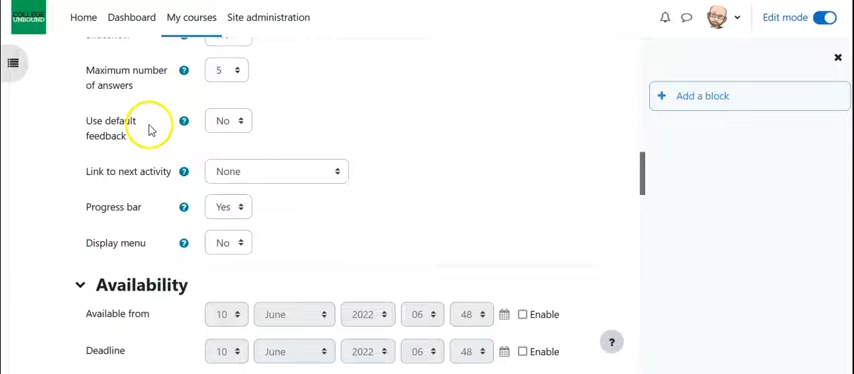 COLLEGE
UNBOUND
Home Dashboard My courses Site administration Edit mode
Maximum number ? 5
of answers
Use default ? No
feedback
Link to next activity ? None
Progress bar ? Yes
Display menu ? No
Availability
Available from 10 June 2022 06 48 Enable
Deadline 10 June 2022 06 48 Enable
+ Add a block
?